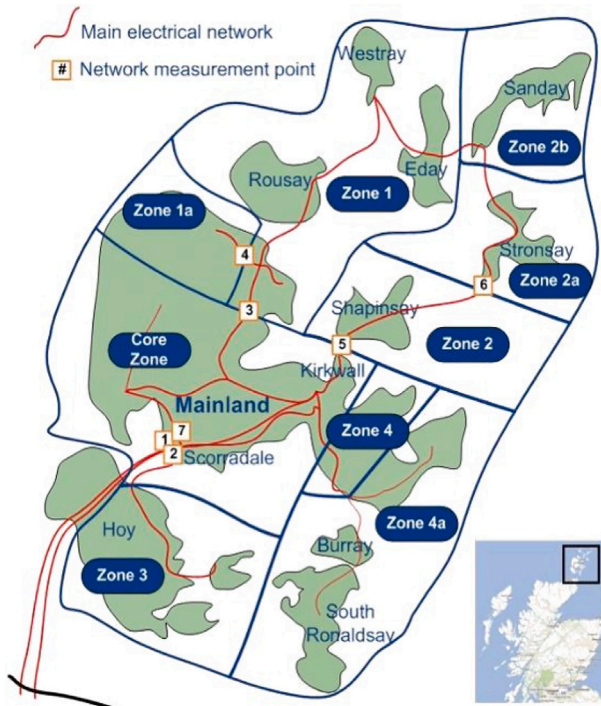 Main electrical network
# Network measurement point
Westray
Sanday
Zone 2b
Eday
Rousay
Zone 1
Zone 1a
4
Stronsay
6
Zone 2a
3
Shapinsay
5
Zone 2
Core
Zone
Kirkwall
Mainland
7
1
2
Scorradale
Zone 4
Zone 4a
Hoy
Zone 3
Burray
South
Ronaldsay